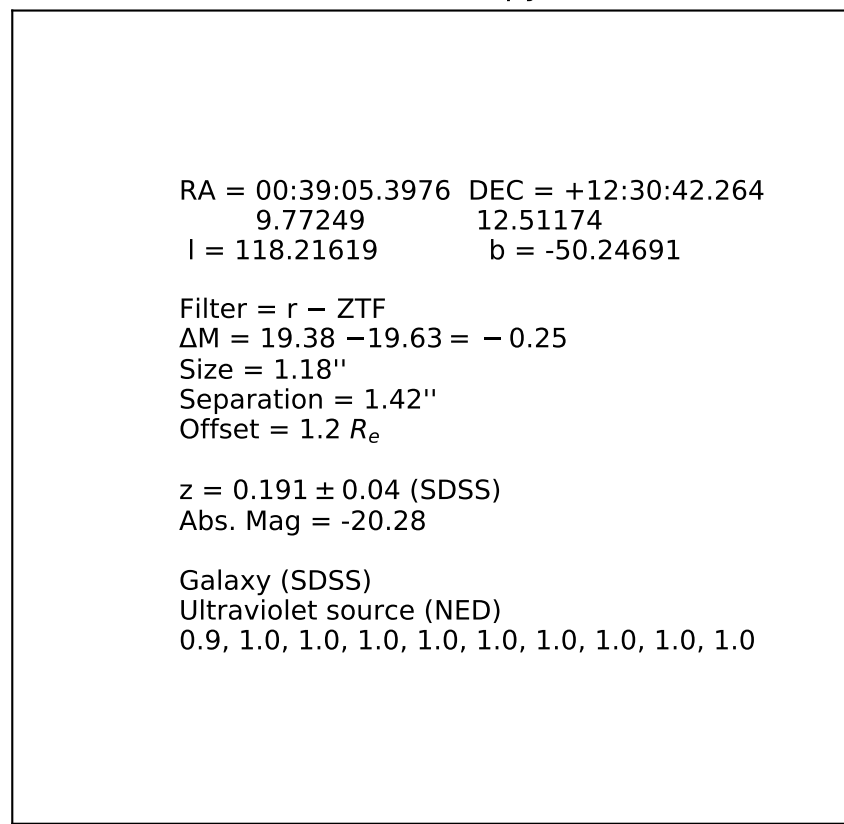 RA = 00:39:05.3976 DEC = +12:30:42.264
9.77249 12.51174
l = 118.21619 b = -50.24691
Filter = r − ZTF
ΔM = 19.38 −19.63 = − 0.25
Size = 1.18''
Separation = 1.42''
Offset = 1.2 Re
z = 0.191 ± 0.04 (SDSS)
Abs. Mag = -20.28
Galaxy (SDSS)
Ultraviolet source (NED)
0.9, 1.0, 1.0, 1.0, 1.0, 1.0, 1.0, 1.0, 1.0, 1.0